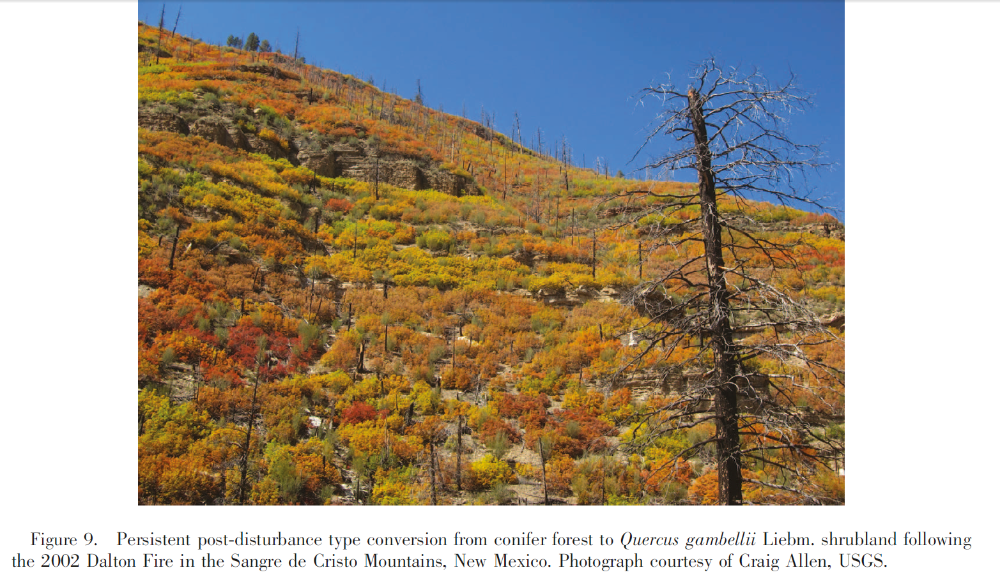 Figure 9. Persistent post-disturbance type conversion from conifer forest to Quercus gambellii Liebm. shrubland following
the 2002 Dalton Fire in the Sangre de Cristo Mountains, New Mexico. Photograph courtesy of Craig Allen, USGS.